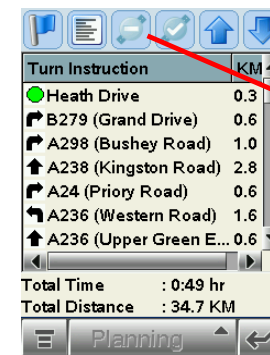 Turn Instruction KM
Heath Drive 0.3
B279 (Grand Drive) 0.6
A298 (Bushey Road) 1.0
A238 (Kingston Road) 2.8
A24 (Priory Road) 0.6
A236 (Western Road) 1.6
A236 (Upper Green E... 0.6
Total Time : 0:49 hr
Total Distance : 34.7 KM
Planning